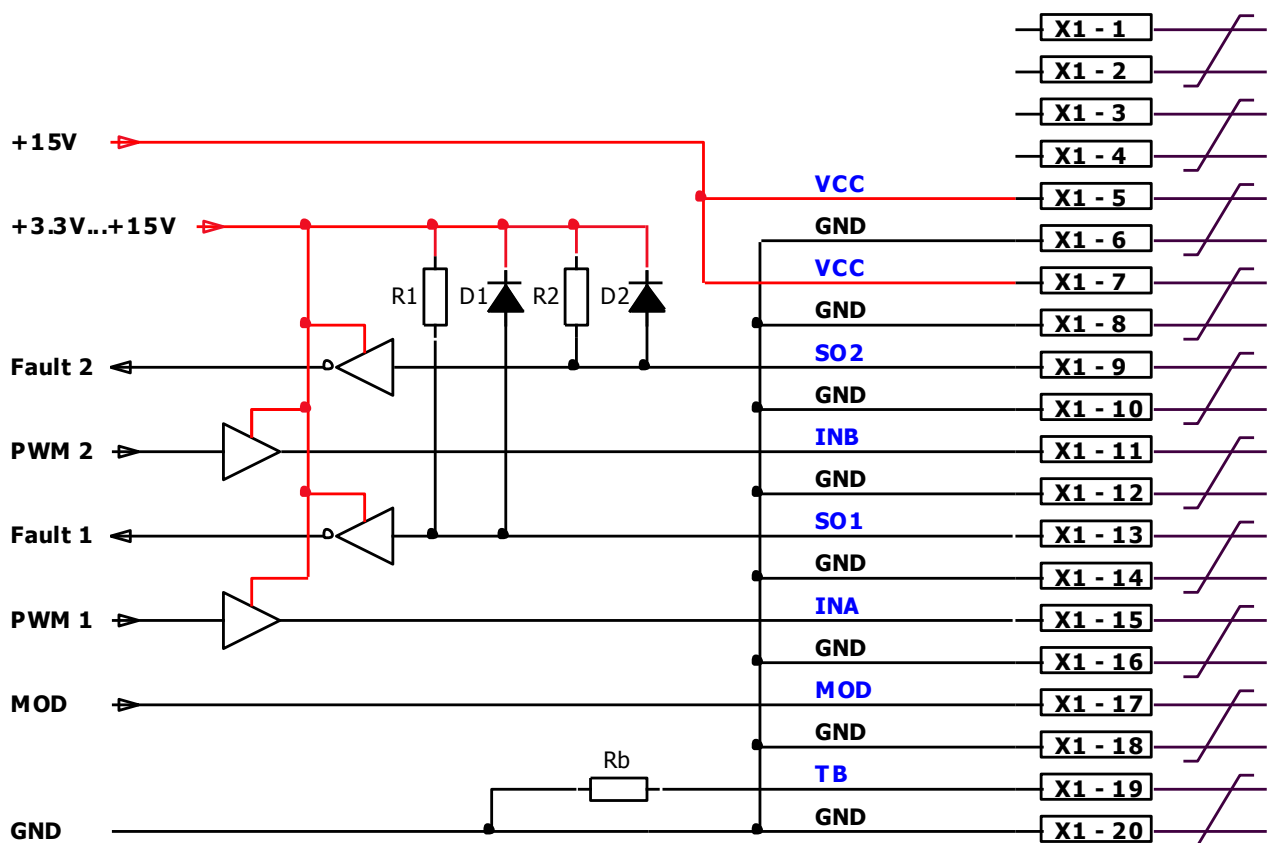 X1 - 1
X1 - 2
X1 - 3
+15V
X1 - 4
VCC
X1 - 5
+3.3V...+15V
GND
X1 - 6
VCC
X1 - 7
R1 D1 R2 D2
GND
X1 - 8
Fault 2
SO2
X1 - 9
GND
X1 - 10
PWM 2
INB
X1 - 11
GND
X1 - 12
Fault 1
SO1
X1 - 13
GND
X1 - 14
PWM 1
INA
X1 - 15
GND
X1 - 16
MOD
MOD
X1 - 17
GND
X1 - 18
Rb
TB
X1 - 19
GND
GND
X1 - 20